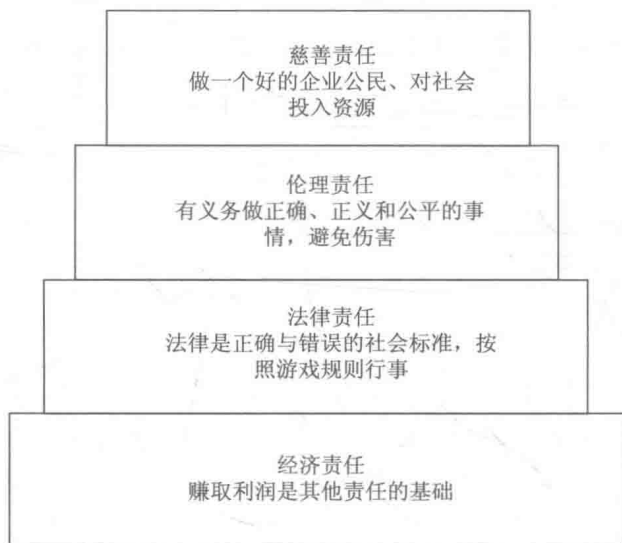 慈善责任
做一个好的企业公民、对社会
投入资源
伦理责任
有义务做正确、正义和公平的事
情，避免伤害
法律责任
法律是正确与错误的社会标准，按
照游戏规则行事
经济责任
赚取利润是其他责任的基础